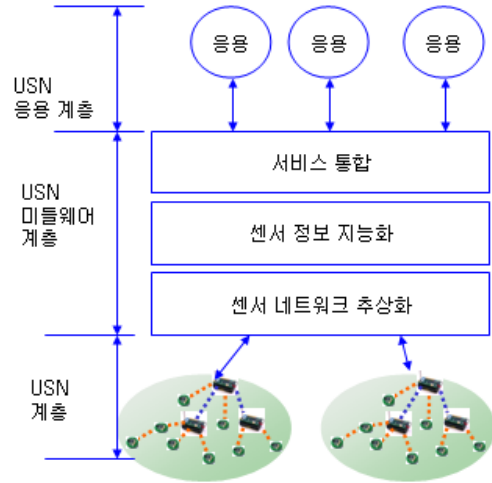 응용
응용
응용
USN
응용 계층
서비스 통합
USN
미들웨어
계층
센서 정보 지능화
센서 네트워크 추상화
USN
계층